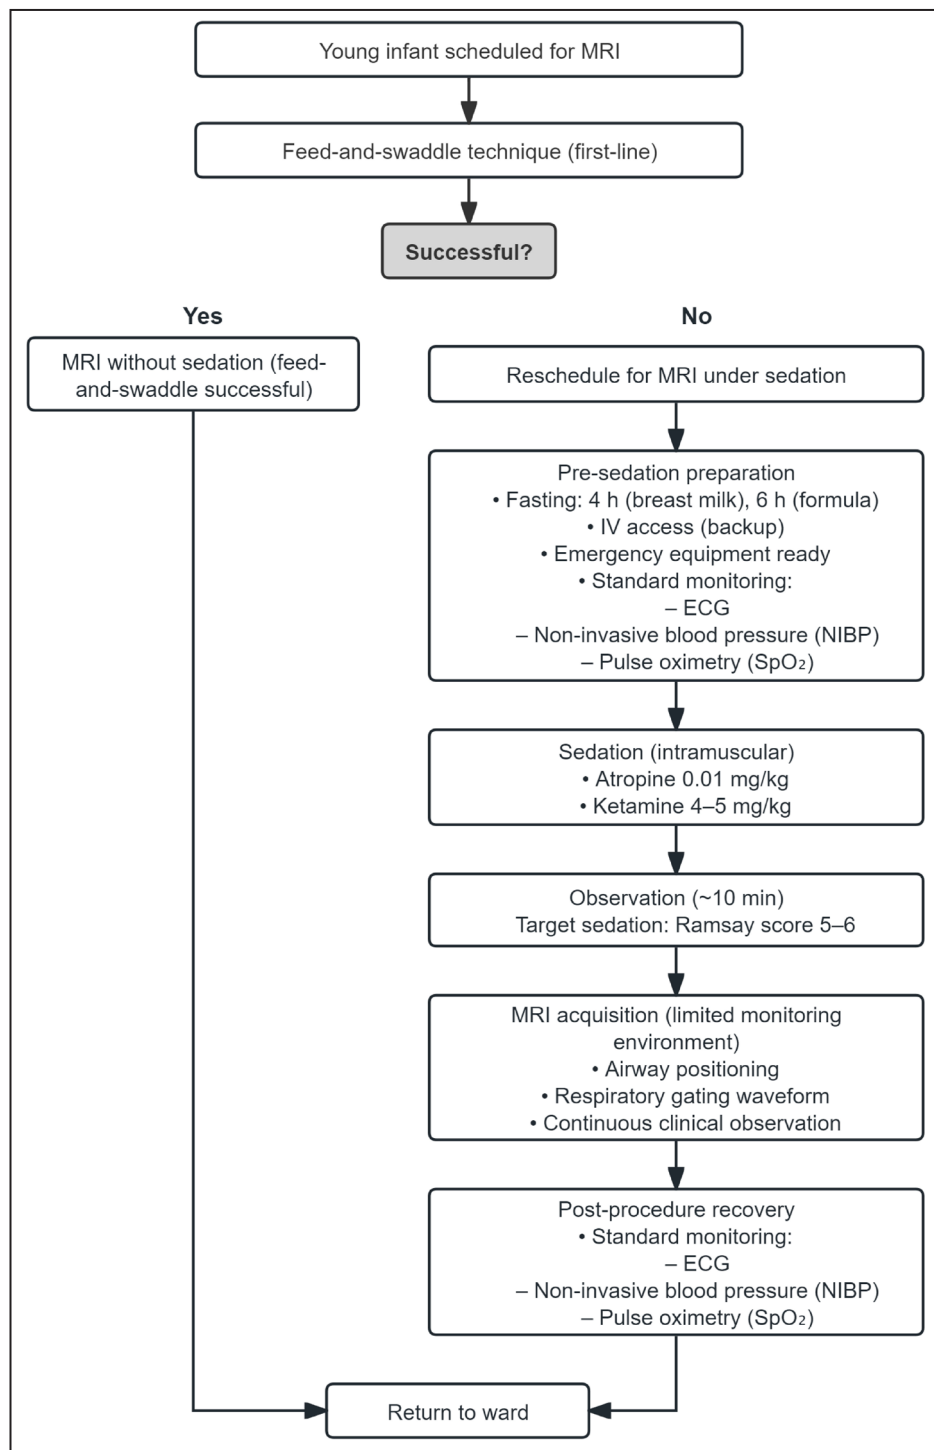 Young infant scheduled for MRI
Feed-and-swaddle technique (first-line)
Successful?
Yes
No
MRI without sedation (feed-
and-swaddle successful)
Reschedule for MRI under sedation
Pre-sedation preparation
• Fasting: 4 h (breast milk), 6 h (formula)
• IV access (backup)
• Emergency equipment ready
• Standard monitoring:
– ECG
– Non-invasive blood pressure (NIBP)
– Pulse oximetry (SpO₂)
Sedation (intramuscular)
• Atropine 0.01 mg/kg
• Ketamine 4–5 mg/kg
Observation (~10 min)
Target sedation: Ramsay score 5–6
MRI acquisition (limited monitoring
environment)
• Airway positioning
• Respiratory gating waveform
• Continuous clinical observation
Post-procedure recovery
• Standard monitoring:
– ECG
– Non-invasive blood pressure (NIBP)
– Pulse oximetry (SpO₂)
Return to ward